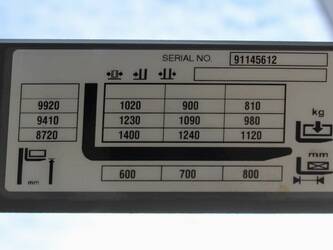 SERIAL NO. 91145612
9920 1020 900 810
9410 1230 1090 980
8720 1400 1240 1120
kg
mm
mm
600 700 800